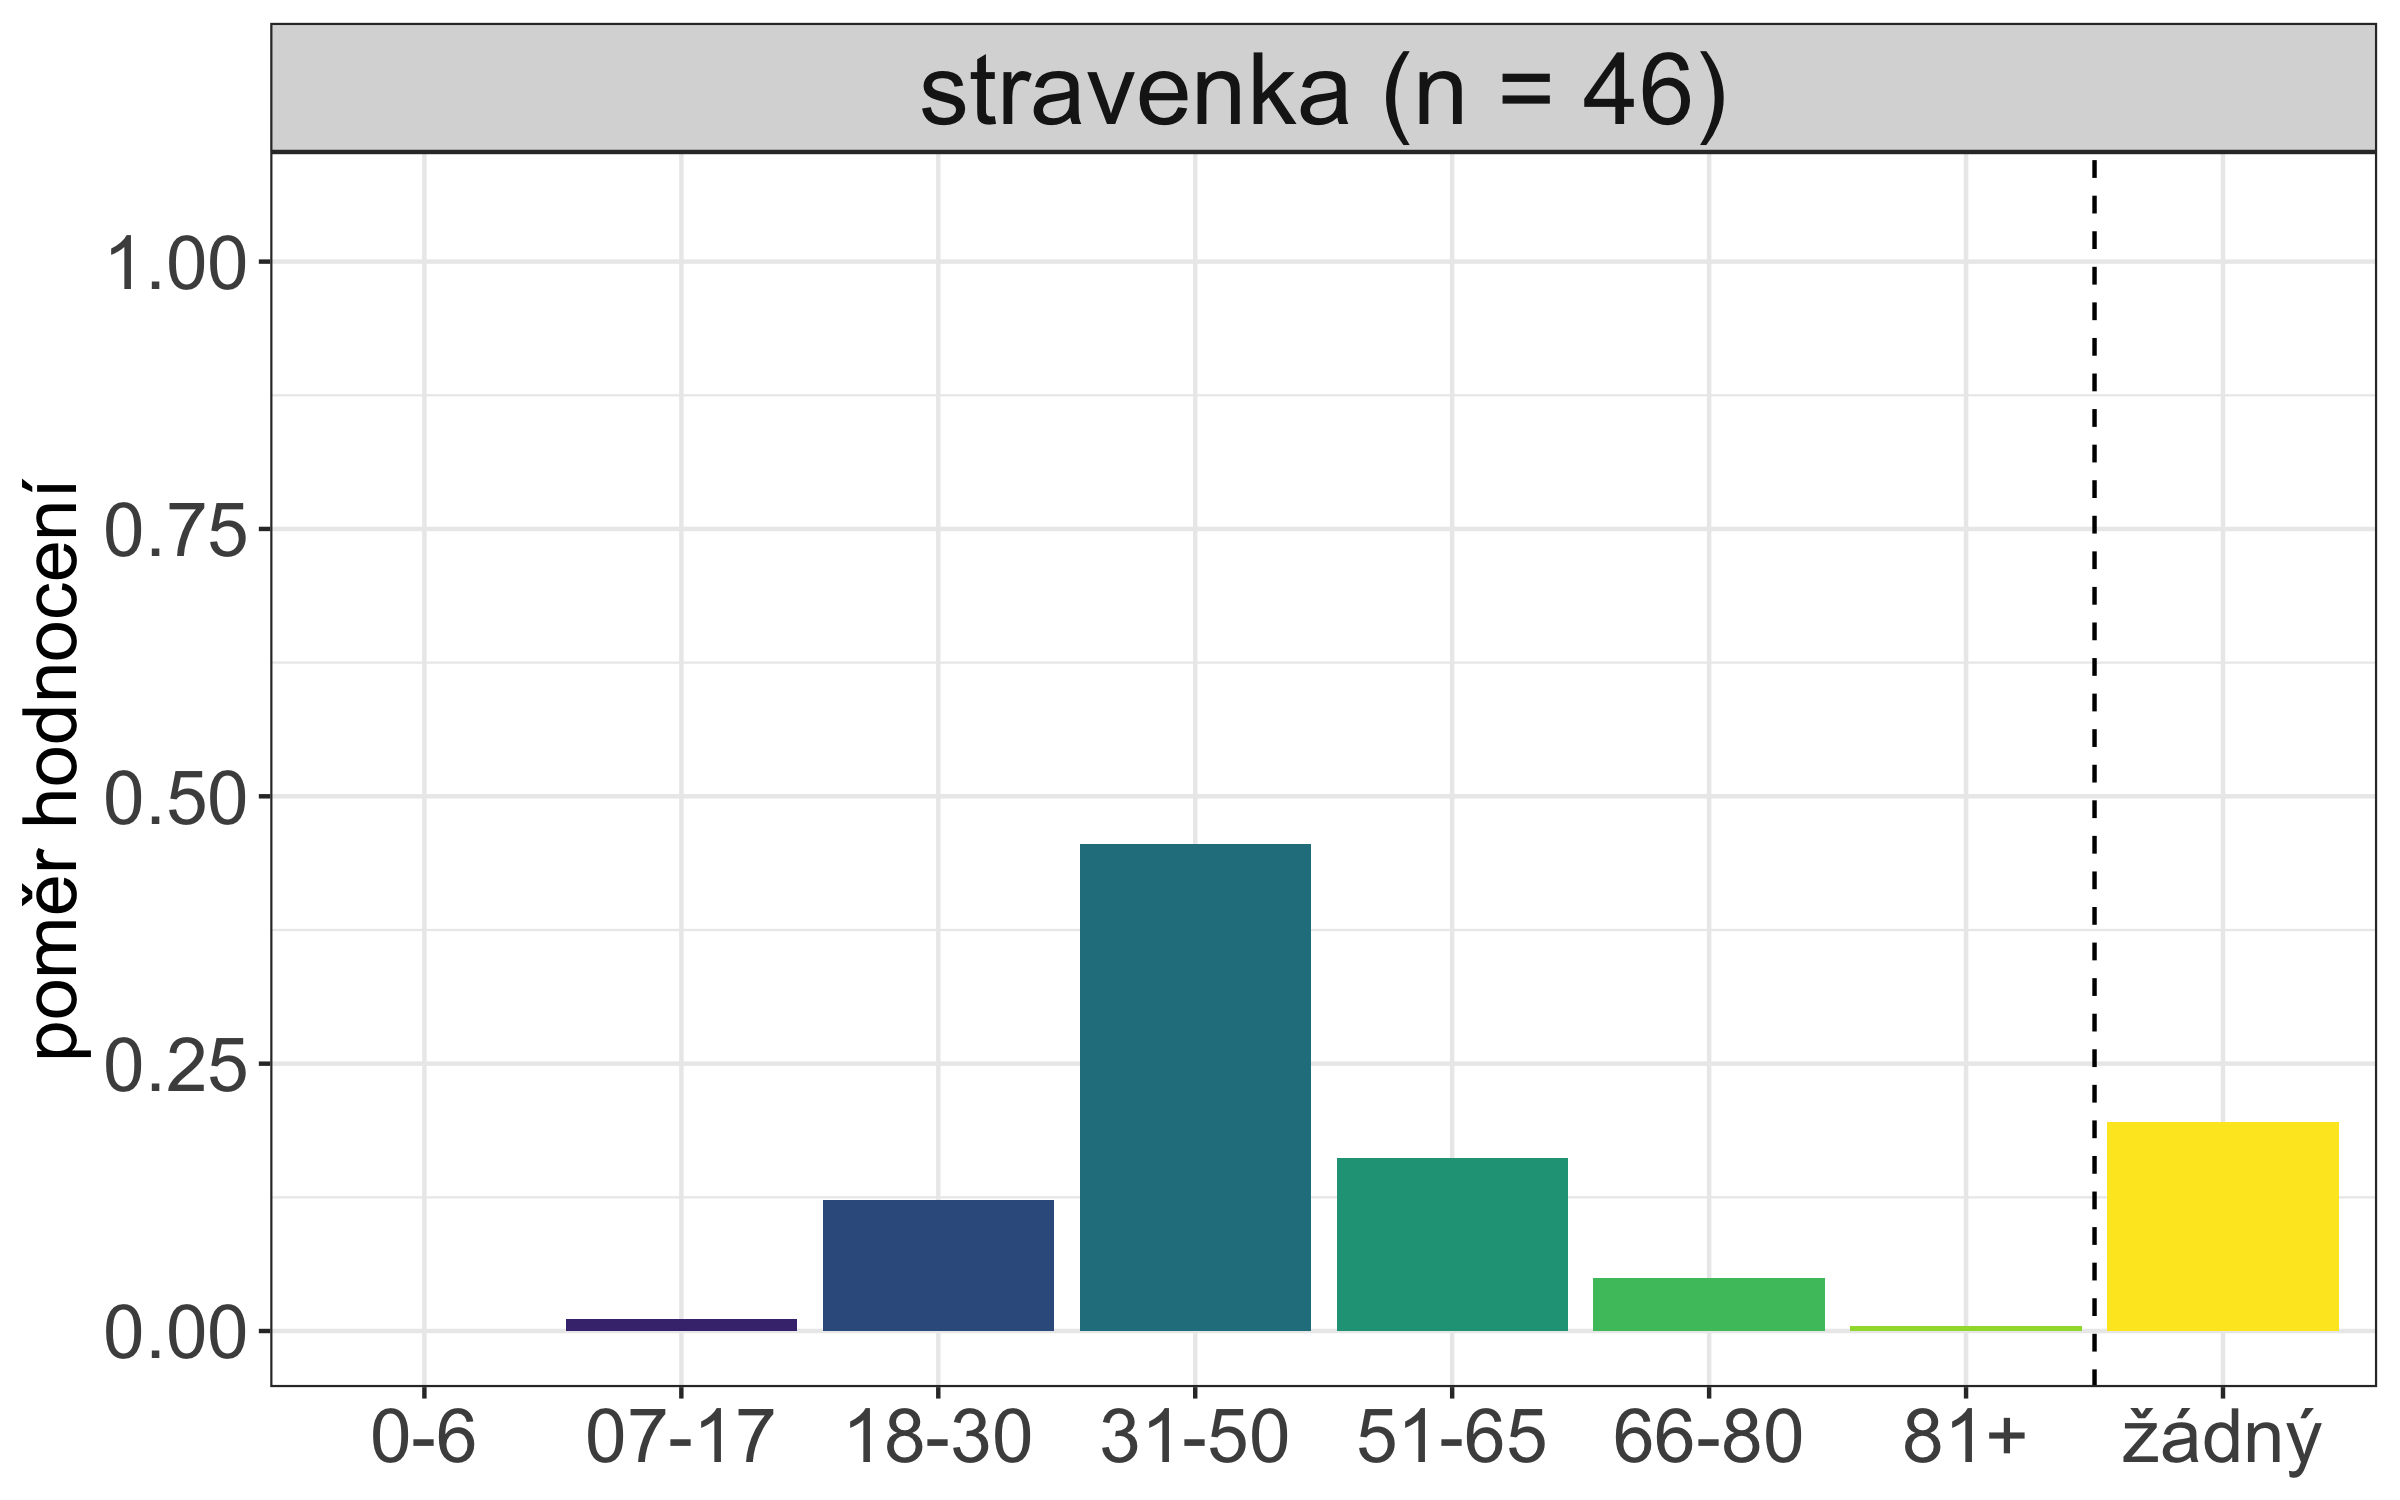 stravenka (n = 46)
poměr hodnocení
1.00
0.75
0.50
0.25
0.00
0-6 07-17 18-30 31-50 51-65 66-80 81+ žádný